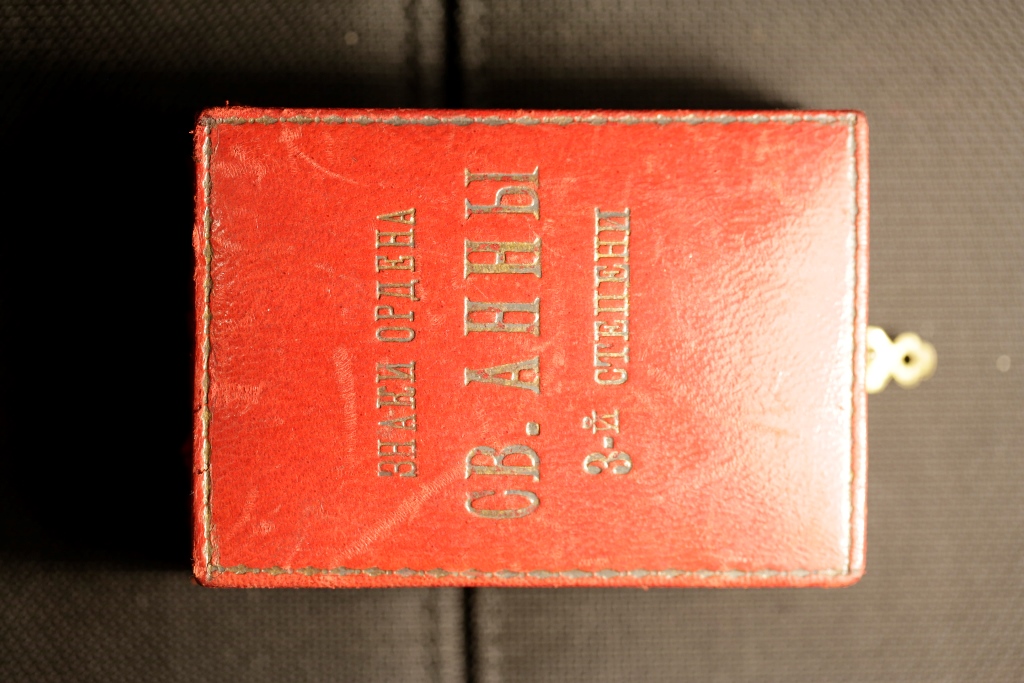 ЗНАКИ ОРДЕНА
СВ. АННЫ
3-й СТЕПЕНИ